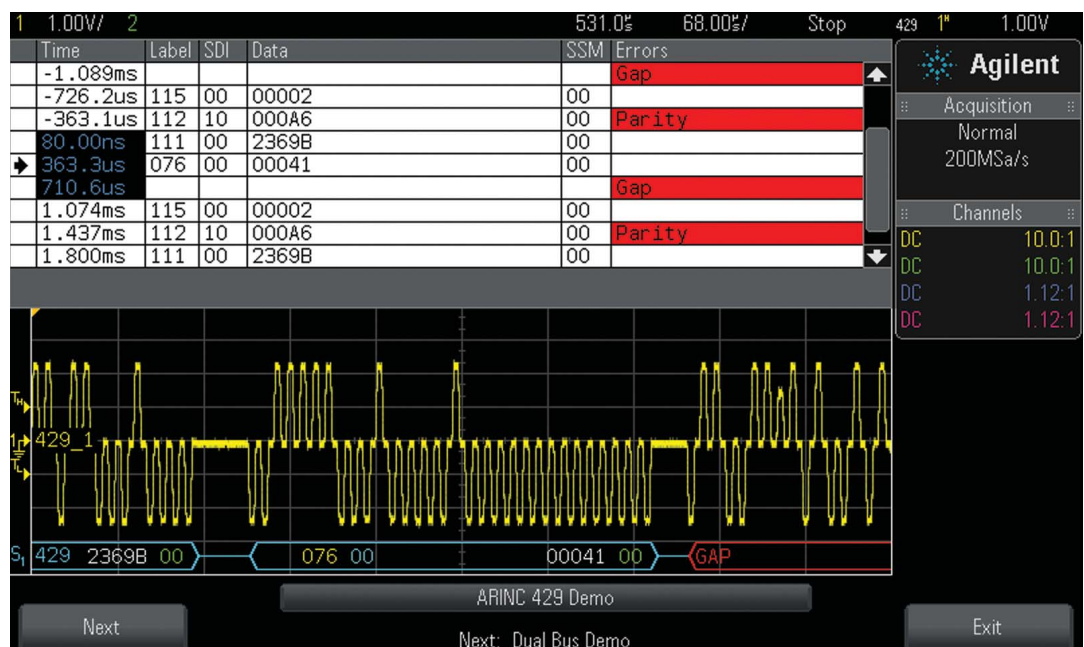 1 1.00V/ 2 531.0µs 68.00µs/ Stop 429 1 1.00V
Time Label SDI Data SSM Errors
-1.089ms Gap
-726.2us 115 00 00002 00
-363.1us 112 10 000A6 00 Parity
80.00ns 111 00 2369B 00
363.3us 076 00 00041 00
710.6us Gap
1.074ms 115 00 00002 00
1.437ms 112 10 000A6 00 Parity
1.800ms 111 00 2369B 00
Agilent
Acquisition
Normal
200MSa/s
Channels
DC 10.0:1
DC 10.0:1
DC 1.12:1
DC 1.12:1
TH
1 429_1
TL
S1 429 2369B 00 076 00 00041 00 GAP
ARINC 429 Demo
Next
Next: Dual Bus Demo
Exit